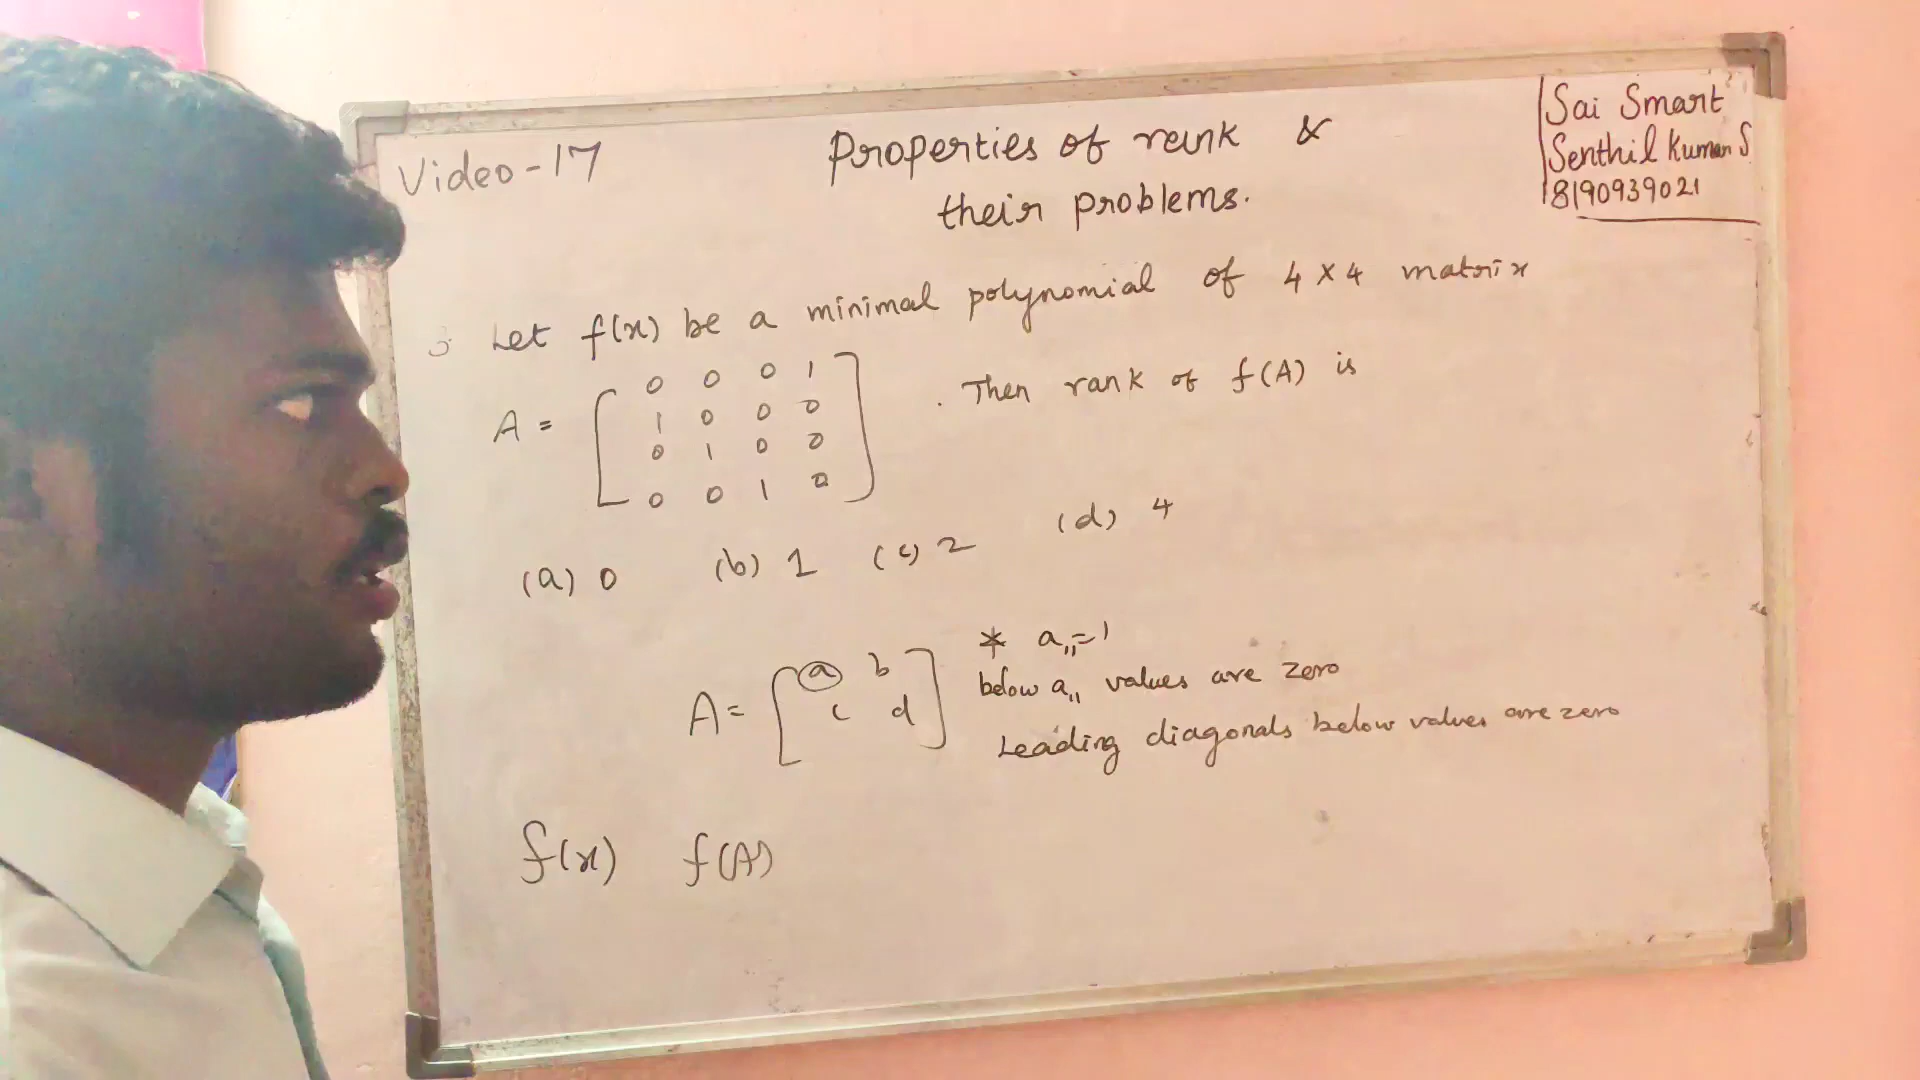 Video-17
Properties of rank &
their problems.
Sai Smart
Senthil Kumar S
8190939021
Let f(x) be a minimal polynomial of 4 x 4 matrix
A = [ 0 0 0 1
1 0 0 0
0 1 0 0
0 0 1 0 ] . Then rank of f(A) is
(a) 0 (b) 1 (c) 2 (d) 4
A = [ a b
c d ]
* a₁₁=1
below a₁₁ values are zero
Leading diagonals below values are zero
f(x) f(A)